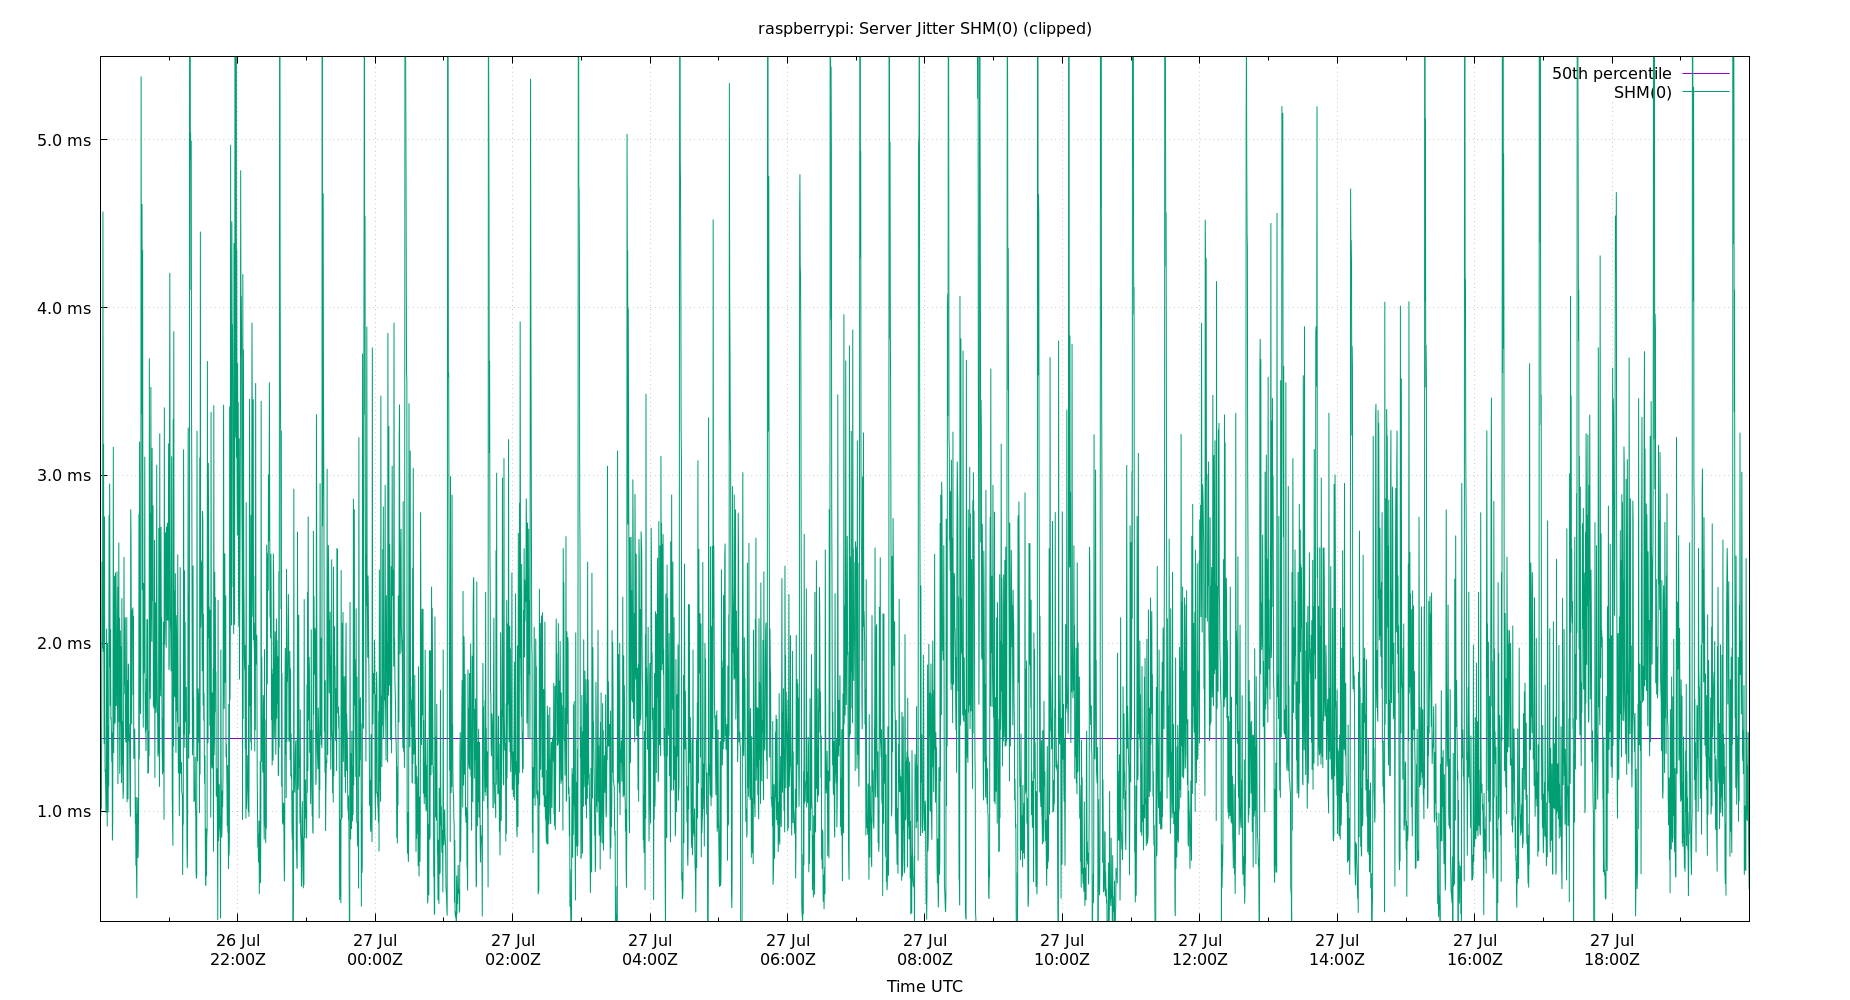 raspberrypi: Server Jitter SHM(0) (clipped)
50th percentile
SHM(0)
5.0 ms
4.0 ms
3.0 ms
2.0 ms
1.0 ms
26 Jul 27 Jul 27 Jul 27 Jul 27 Jul 27 Jul 27 Jul 27 Jul 27 Jul 27 Jul 27 Jul
22:00Z 00:00Z 02:00Z 04:00Z 06:00Z 08:00Z 10:00Z 12:00Z 14:00Z 16:00Z 18:00Z
Time UTC